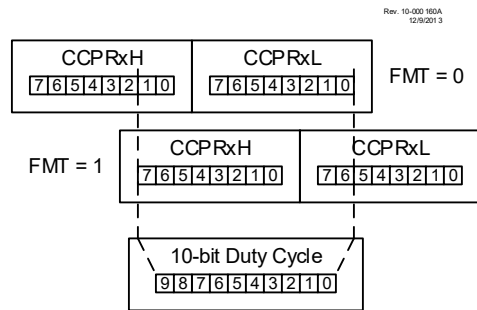 Rev. 10-000 160A
12/9/2013
CCPRxH CCPRxL
7 6 5 4 3 2 1 0 7 6 5 4 3 2 1 0 FMT = 0
CCPRxH CCPRxL
FMT = 1 7 6 5 4 3 2 1 0 7 6 5 4 3 2 1 0
10-bit Duty Cycle
9 8 7 6 5 4 3 2 1 0